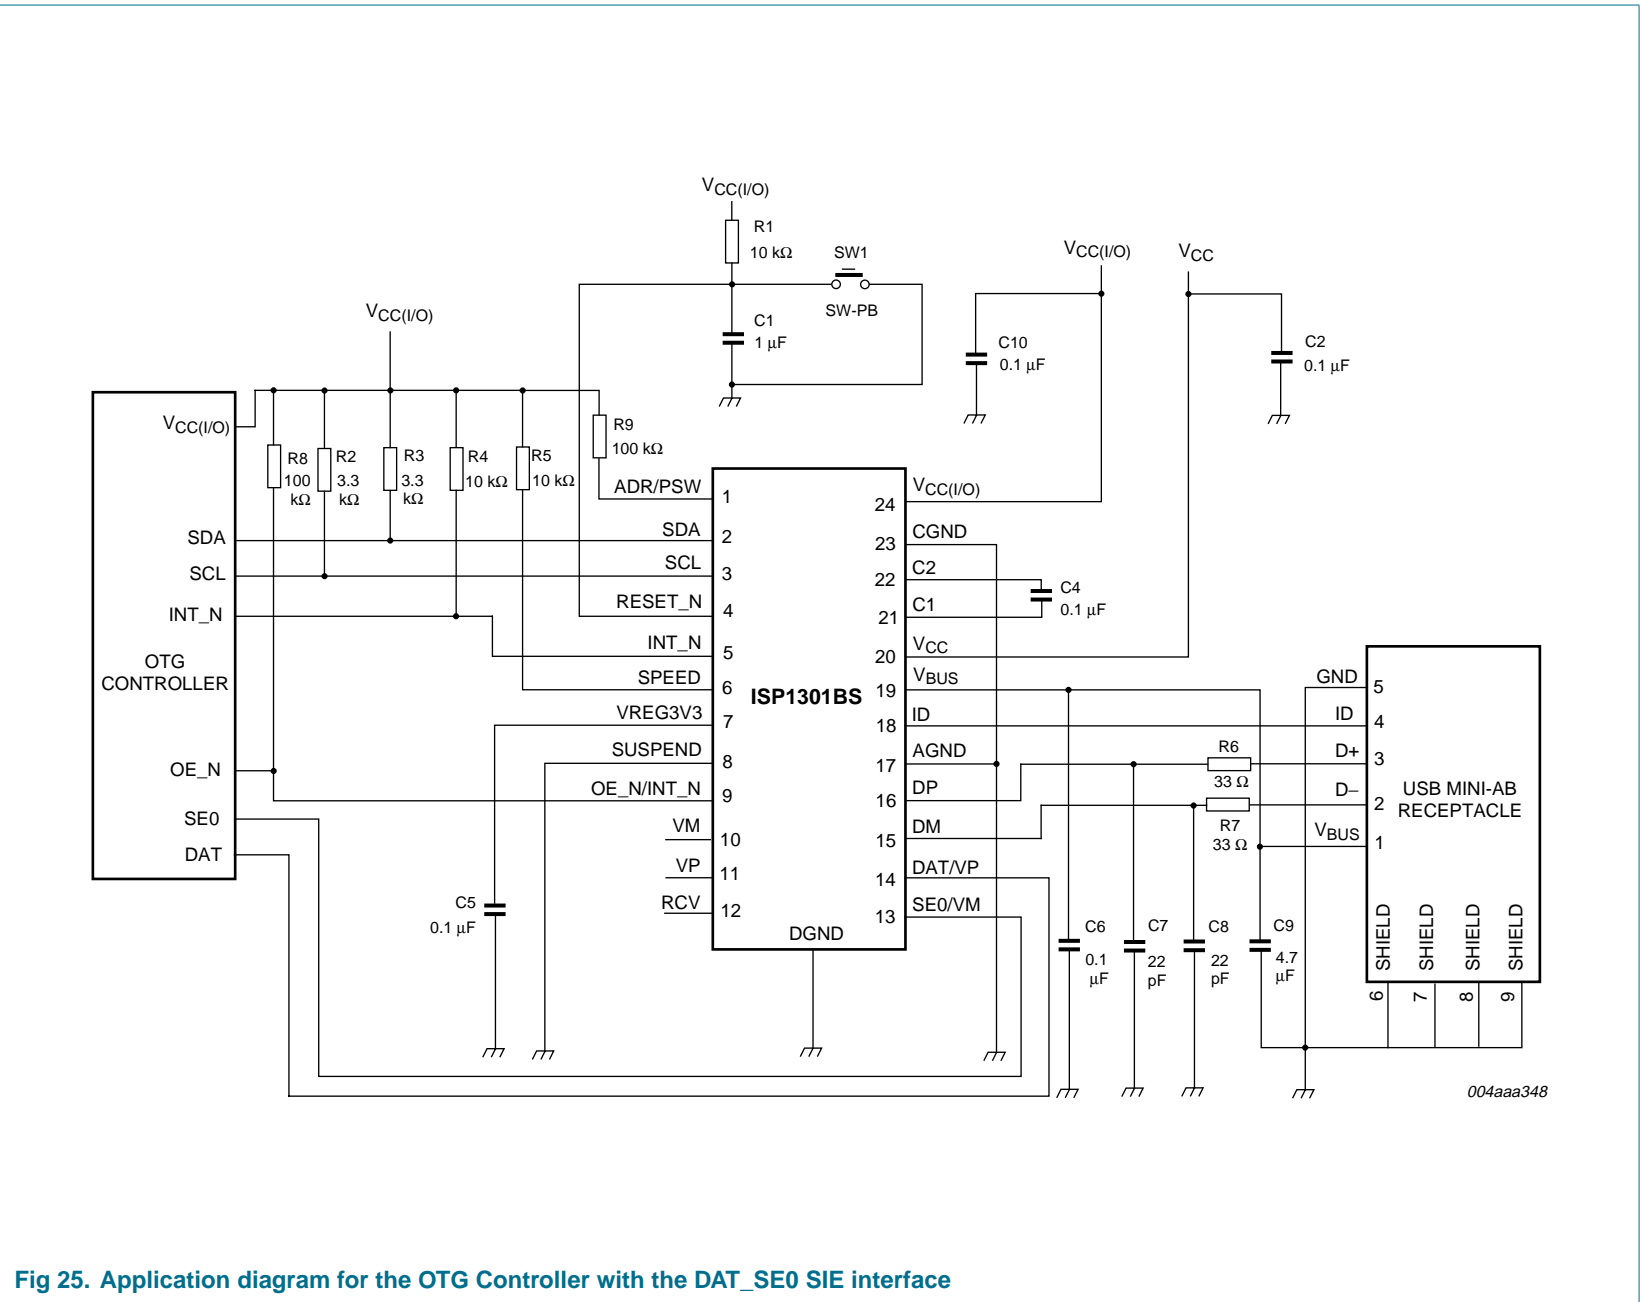 VCC(I/O)
R1
10 kΩ
SW1
SW-PB
C1
1 μF
VCC(I/O)
VCC
C10
0.1 μF
C2
0.1 μF
VCC(I/O)
R8
100
kΩ
R2
3.3
kΩ
R3
3.3
kΩ
R4
10 kΩ
R5
10 kΩ
R9
100 kΩ
VCC(I/O)
SDA
SCL
INT_N
OTG
CONTROLLER
OE_N
SE0
DAT
ADR/PSW 1
SDA 2
SCL 3
RESET_N 4
INT_N 5
SPEED 6
VREG3V3 7
SUSPEND 8
OE_N/INT_N 9
VM 10
VP 11
RCV 12
ISP1301BS
DGND
24 VCC(I/O)
23 CGND
22 C2
21 C1
20 VCC
19 VBUS
18 ID
17 AGND
16 DP
15 DM
14 DAT/VP
13 SE0/VM
C4
0.1 μF
C5
0.1 μF
R6
33 Ω
R7
33 Ω
C6
0.1
μF
C7
22
pF
C8
22
pF
C9
4.7
μF
GND 5
ID 4
D+ 3
D− 2
VBUS 1
USB MINI-AB
RECEPTACLE
SHIELD 6
SHIELD 7
SHIELD 8
SHIELD 9
004aaa348
Fig 25. Application diagram for the OTG Controller with the DAT_SE0 SIE interface